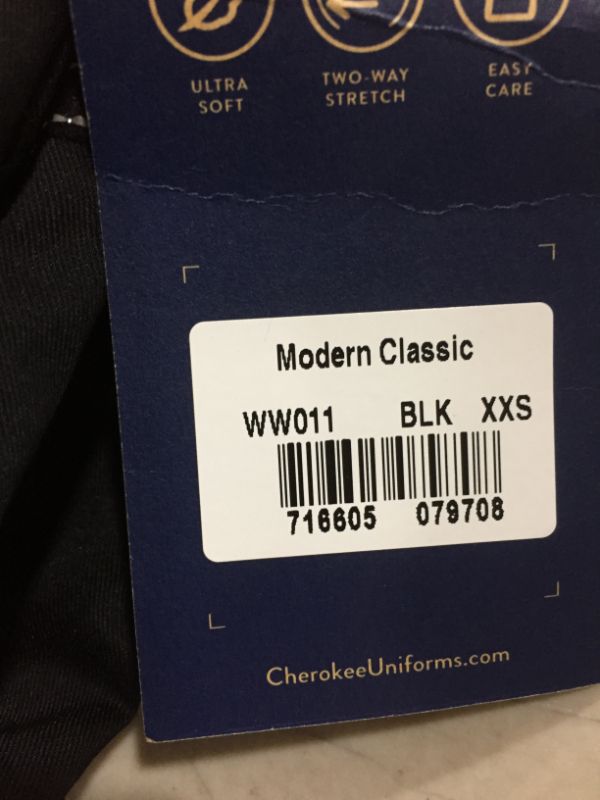 ULTRA SOFT
TWO-WAY STRETCH
EASY CARE
Modern Classic
WW011 BLK XXS
716605 079708
CherokeeUniforms.com